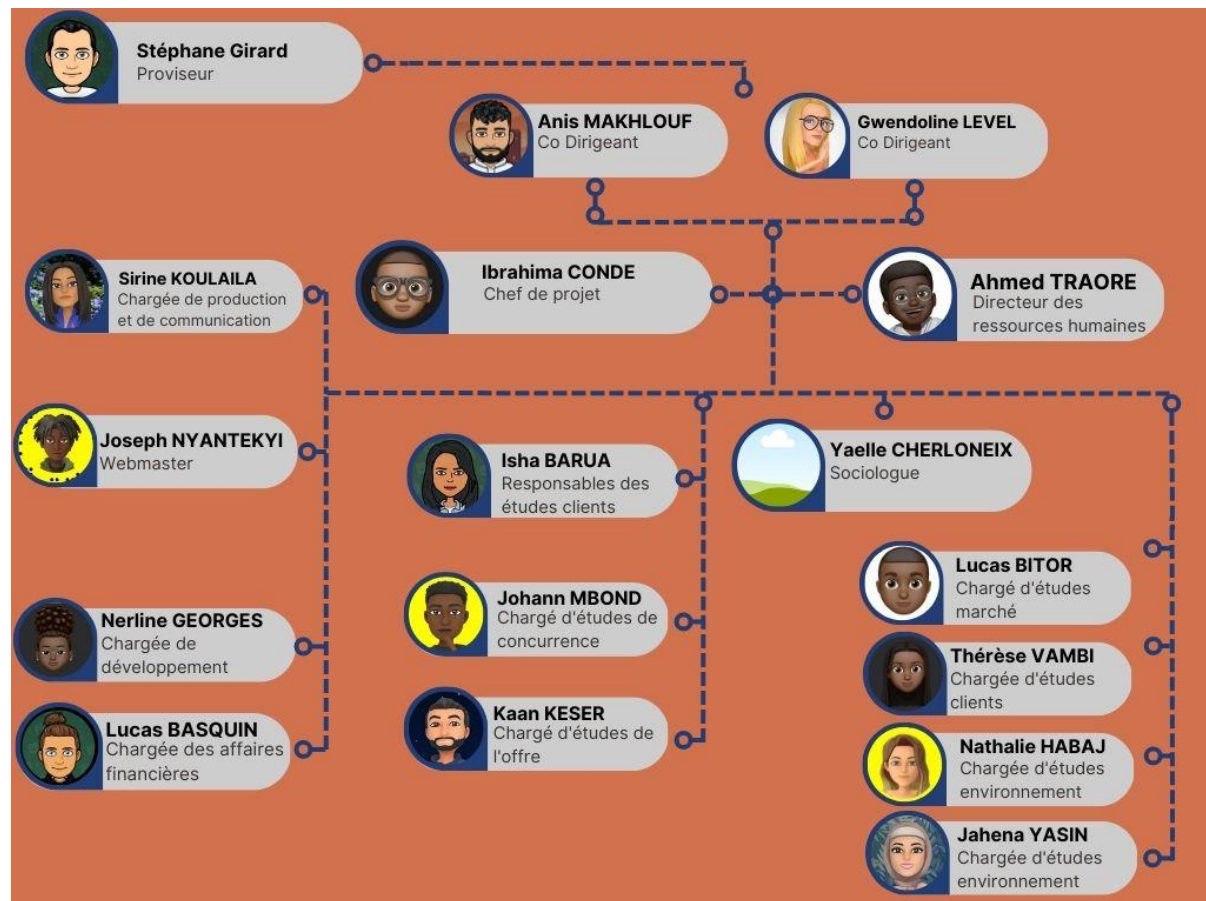 Stéphane Girard
Proviseur
Anis MAKHLOUF
Co Dirigeant
Gwendoline LEVEL
Co Dirigeant
Sirine KOULAILA
Chargée de production
et de communication
Ibrahima CONDE
Chef de projet
Ahmed TRAORE
Directeur des
ressources humaines
Joseph NYANTEKYI
Webmaster
Isha BARUA
Responsables des
études clients
Yaelle CHERLONEIX
Sociologue
Nerline GEORGES
Chargée de
développement
Johann MBOND
Chargé d'études de
concurrence
Lucas BITOR
Chargé d'études
marché
Thérèse VAMBI
Chargée d'études
clients
Lucas BASQUIN
Chargée des affaires
financières
Kaan KESER
Chargé d'études de
l'offre
Nathalie HABAJ
Chargée d'études
environnement
Jahena YASIN
Chargée d'études
environnement